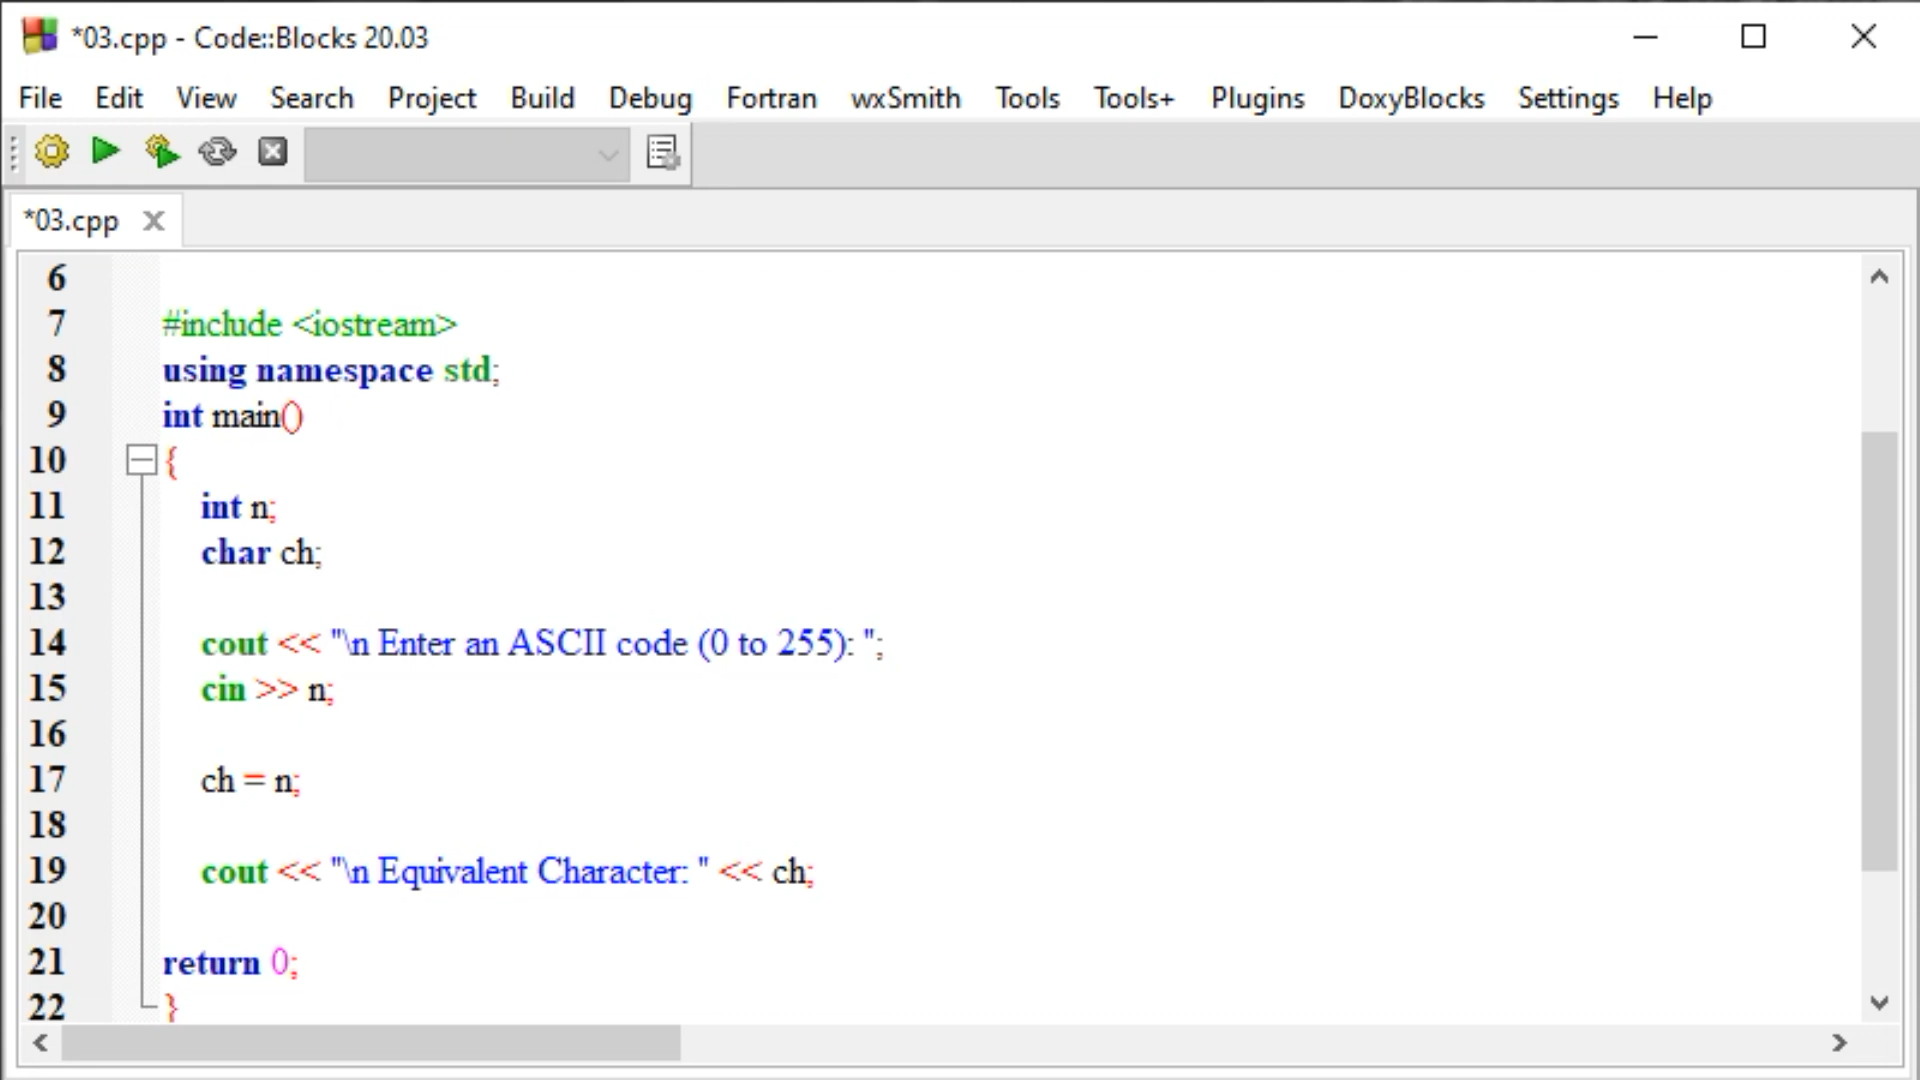 *03.cpp - Code::Blocks 20.03
File Edit View Search Project Build Debug Fortran wxSmith Tools Tools+ Plugins DoxyBlocks Settings Help
*03.cpp
6
7 #include <iostream>
8 using namespace std;
9 int main()
10 {
11 int n;
12 char ch;
13
14 cout << "\n Enter an ASCII code (0 to 255): ";
15 cin >> n;
16
17 ch = n;
18
19 cout << "\n Equivalent Character: " << ch;
20
21 return 0;
22 }